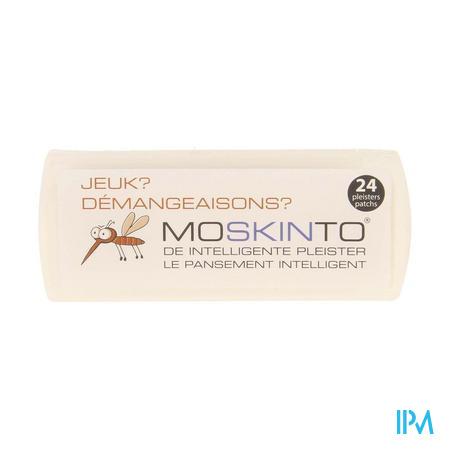 JEUK?
DÉMANGEAISONS?
24
pleisters
patchs
MOSKINTO®
DE INTELLIGENTE PLEISTER
LE PANSEMENT INTELLIGENT
IPM